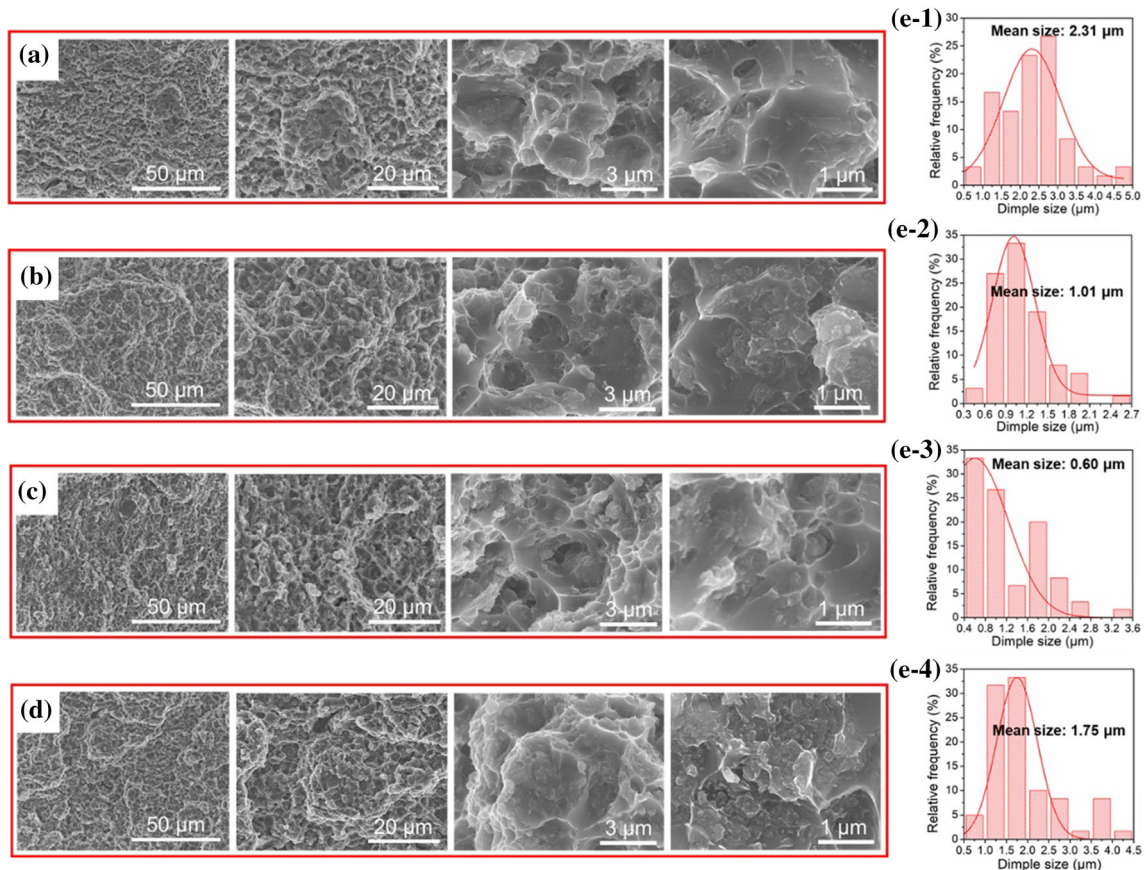 (a)
50 µm
20 µm
3 µm
1 µm
(e-1)
Mean size: 2.31 µm
Relative frequency (%)
30
25
20
15
10
5
0
0.5 1.0 1.5 2.0 2.5 3.0 3.5 4.0 4.5 5.0
Dimple size (µm)
(b)
50 µm
20 µm
3 µm
1 µm
(e-2)
Mean size: 1.01 µm
Relative frequency (%)
35
30
25
20
15
10
5
0
0.3 0.6 0.9 1.2 1.5 1.8 2.1 2.4 2.7
Dimple size (µm)
(c)
50 µm
20 µm
3 µm
1 µm
(e-3)
Mean size: 0.60 µm
Relative frequency (%)
35
30
25
20
15
10
5
0
0.4 0.8 1.2 1.6 2.0 2.4 2.8 3.2 3.6
Dimple size (µm)
(d)
50 µm
20 µm
3 µm
1 µm
(e-4)
Mean size: 1.75 µm
Relative frequency (%)
35
30
25
20
15
10
5
0
0.5 1.0 1.5 2.0 2.5 3.0 3.5 4.0 4.5
Dimple size (µm)